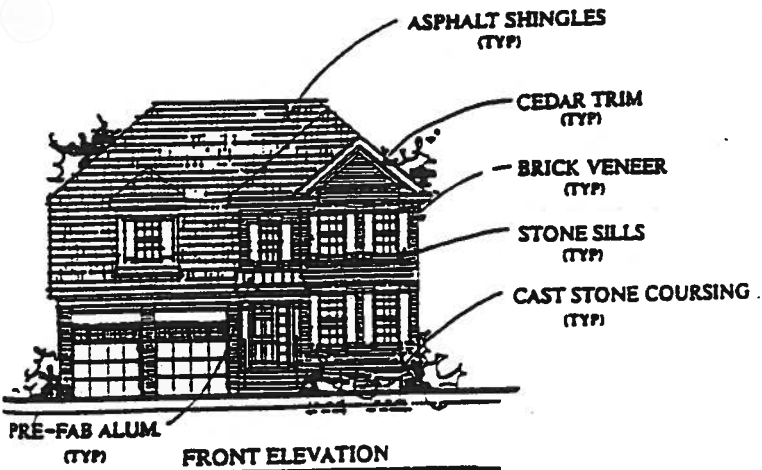 ASPHALT SHINGLES
(TYP)
CEDAR TRIM
(TYP)
BRICK VENEER
(TYP)
STONE SILLS
(TYP)
CAST STONE COURSING
(TYP)
PRE-FAB ALUM.
(TYP)
FRONT ELEVATION